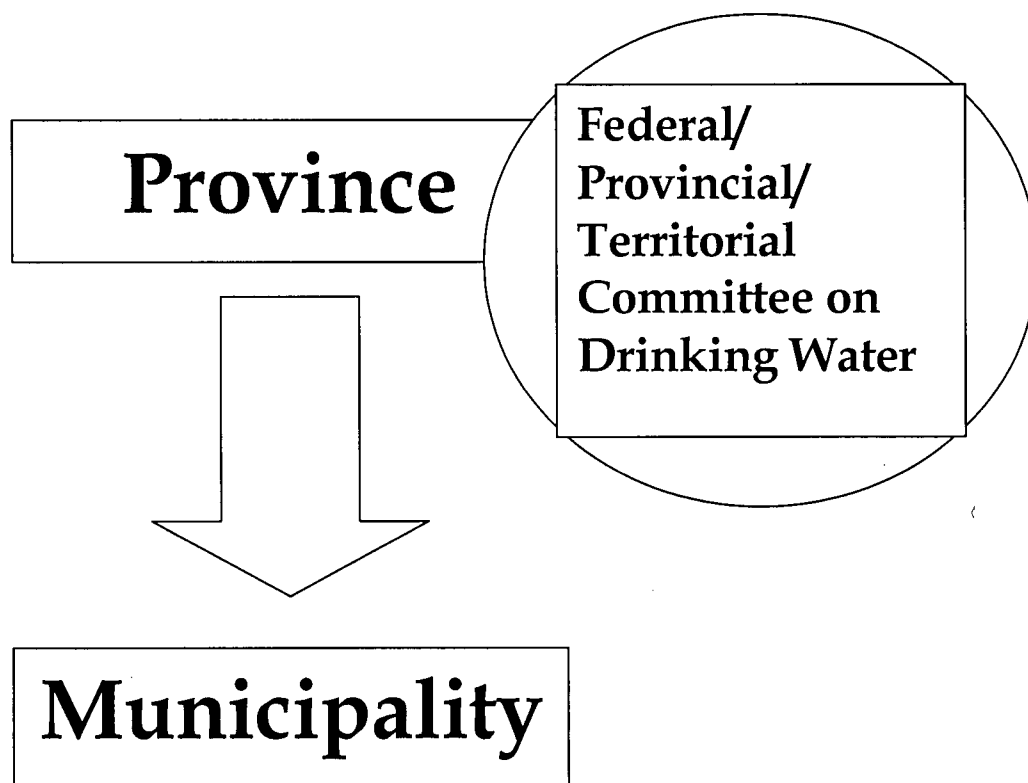 Province
Federal/
Provincial/
Territorial
Committee on
Drinking Water
Municipality